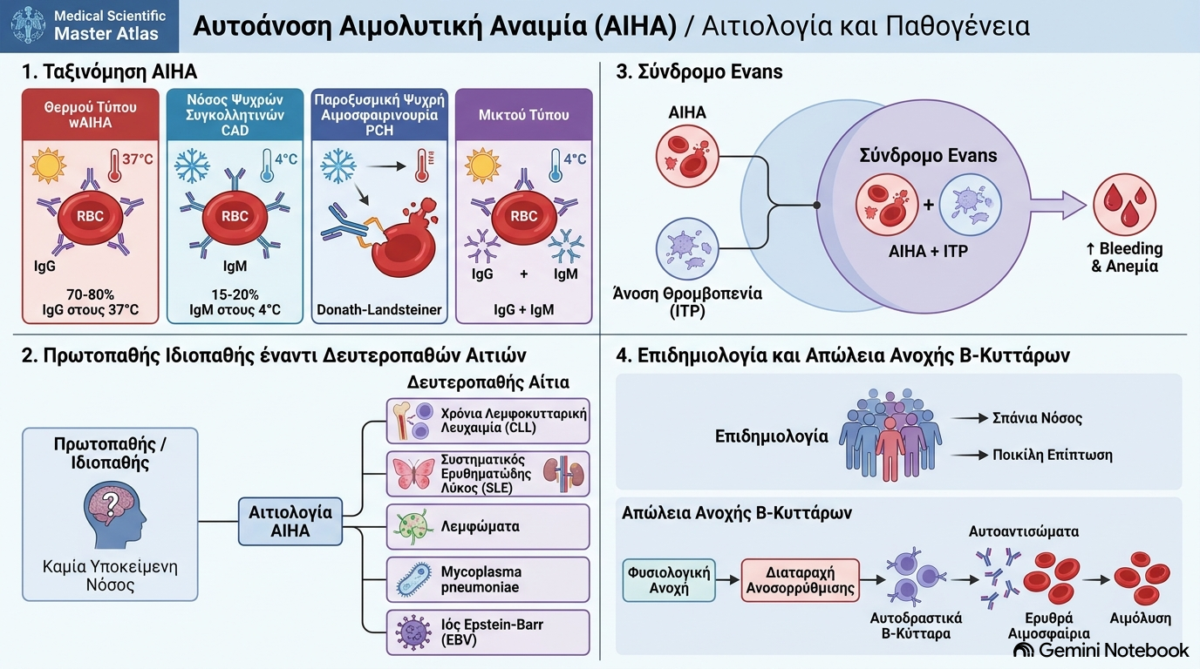 Medical Scientific
Master Atlas
Αυτοάνοση Αιμολυτική Αναιμία (AIHA) / Αιτιολογία και Παθογένεια
1. Ταξινόμηση AIHA
Θερμού Τύπου
wAIHA
37°C
RBC
IgG
70-80%
IgG στους 37°C
Νόσος Ψυχρών
Συγκολλητινών
CAD
4°C
RBC
IgM
15-20%
IgM στους 4°C
Παροξυσμική Ψυχρή
Αιμοσφαιρινουρία
PCH
Donath-Landsteiner
Μικτού Τύπου
4°C
RBC
IgG + IgM
IgG + IgM
3. Σύνδρομο Evans
AIHA
Άνοση Θρομβοπενία
(ITP)
Σύνδρομο Evans
+
AIHA + ITP
↑ Bleeding
& Anεμία
2. Πρωτοπαθής Ιδιοπαθής έναντι Δευτεροπαθών Αιτιών
Πρωτοπαθής /
Ιδιοπαθής
?
Καμία Υποκείμενη
Νόσος
Αιτιολογία
AIHA
Δευτεροπαθής Αίτια
Χρόνια Λεμφοκυτταρική
Λευχαιμία (CLL)
Συστηματικός
Ερυθηματώδης
Λύκος (SLE)
Λεμφώματα
Mycoplasma
pneumoniae
Ιός Epstein-Barr
(EBV)
4. Επιδημιολογία και Απώλεια Ανοχής Β-Κυττάρων
Επιδημιολογία
Σπάνια Νόσος
Ποικίλη Επίπτωση
Απώλεια Ανοχής Β-Κυττάρων
Φυσιολογική
Ανοχή
Διαταραχή
Ανοσορρύθμισης
Αυτοδραστικά
Β-Κύτταρα
Αυτοαντισώματα
Ερυθρά
Αιμοσφαίρια
Αιμόλυση
Gemini Notebook